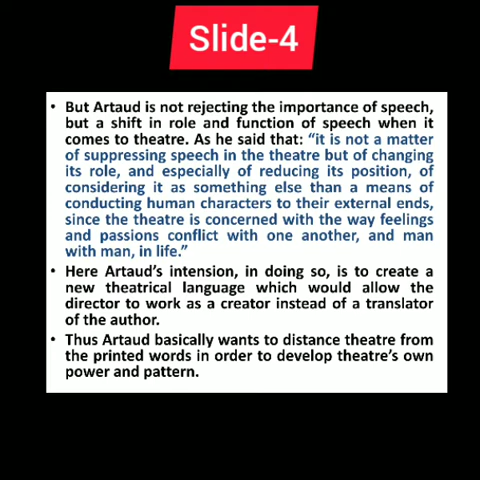 Slide-4
• But Artaud is not rejecting the importance of speech,
but a shift in role and function of speech when it
comes to theatre. As he said that: “it is not a matter
of suppressing speech in the theatre but of changing
its role, and especially of reducing its position, of
considering it as something else than a means of
conducting human characters to their external ends,
since the theatre is concerned with the way feelings
and passions conflict with one another, and man
with man, in life.”
• Here Artaud’s intension, in doing so, is to create a
new theatrical language which would allow the
director to work as a creator instead of a translator
of the author.
• Thus Artaud basically wants to distance theatre from
the printed words in order to develop theatre’s own
power and pattern.